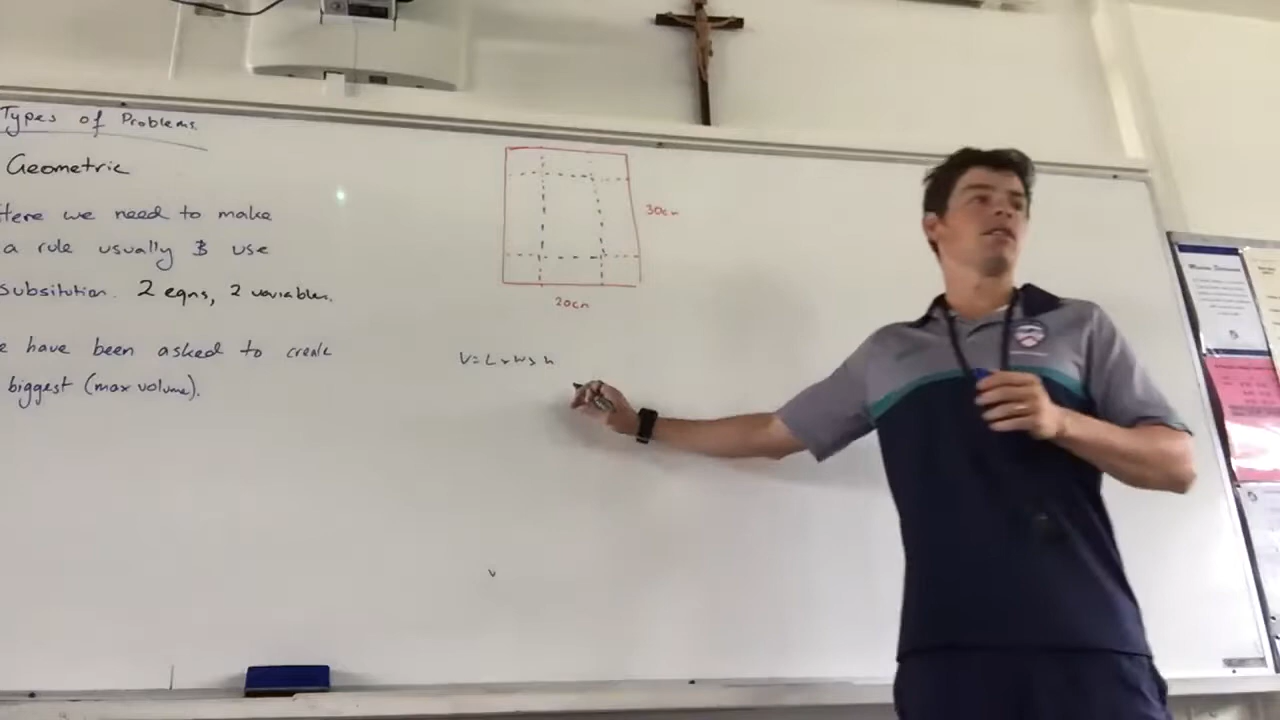 Types of Problems.
Geometric
Here we need to make
a rule usually & use
subsitution. 2 eqns, 2 variables.
e have been asked to create
biggest (max volume).
30cm
20cm
V= L x W x H
v